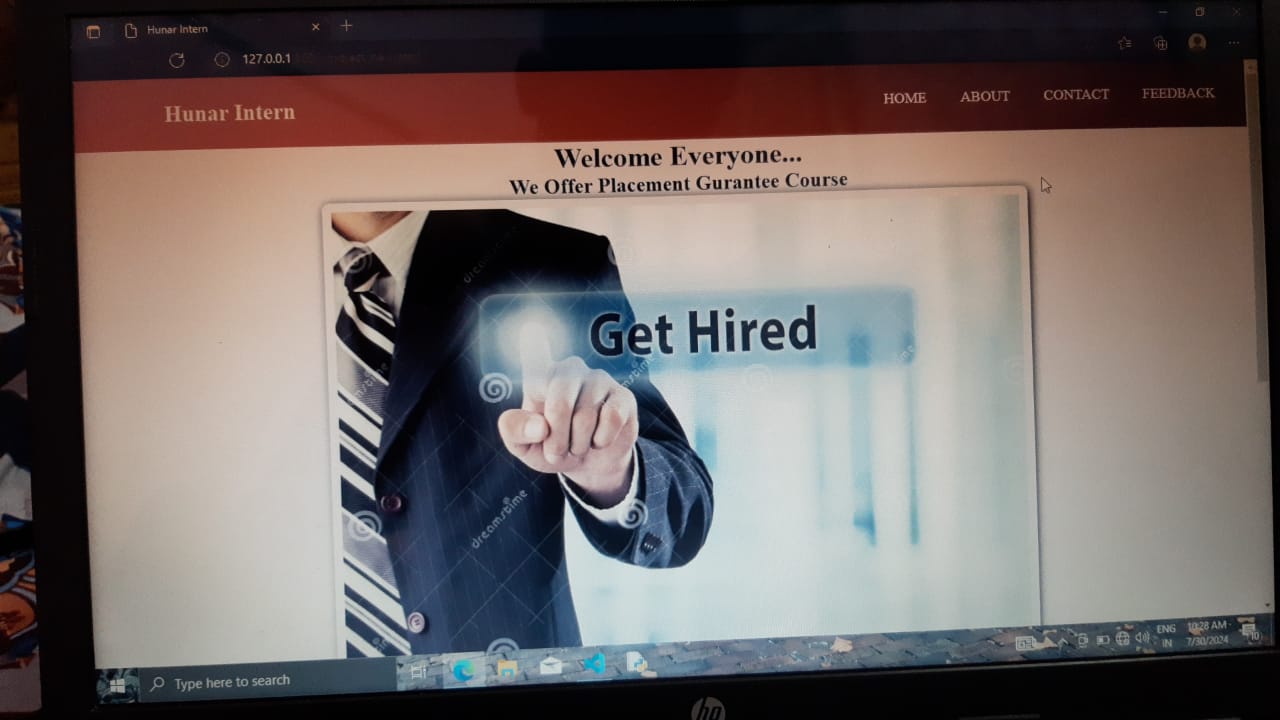 Hunar Intern
127.0.0.1
Hunar Intern
HOME ABOUT CONTACT FEEDBACK
Welcome Everyone...
We Offer Placement Gurantee Course
Get Hired
dreamstime
Type here to search
ENG
IN
10:28 AM
7/30/2024
10
hp